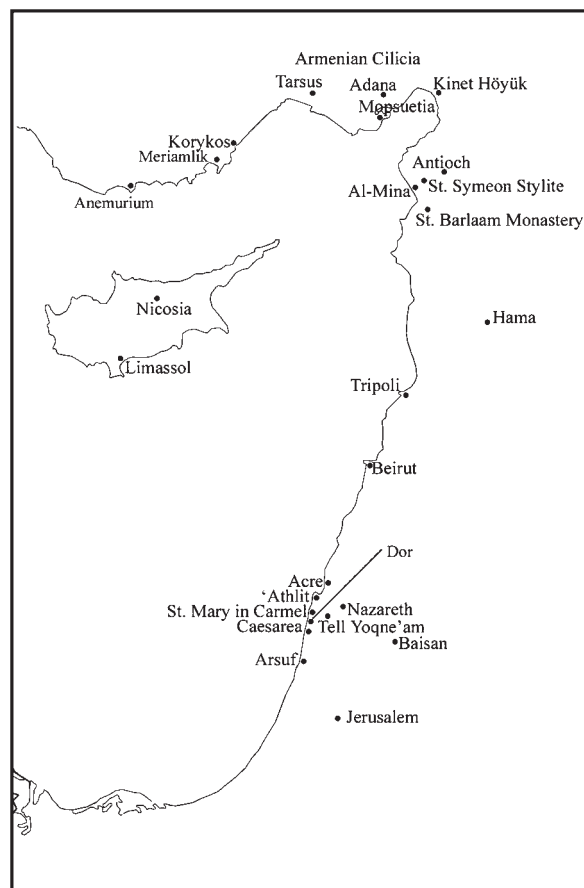 Armenian Cilicia
Tarsus
Adana
Kinet Höyük
Mopsuetia
Korykos
Meriamlik
Antioch
Al-Mina
St. Symeon Stylite
Anemurium
St. Barlaam Monastery
Nicosia
Hama
Limassol
Tripoli
Beirut
Dor
Acre
‘Athlit
St. Mary in Carmel
Nazareth
Caesarea
Tell Yoqne’am
Baisan
Arsuf
Jerusalem